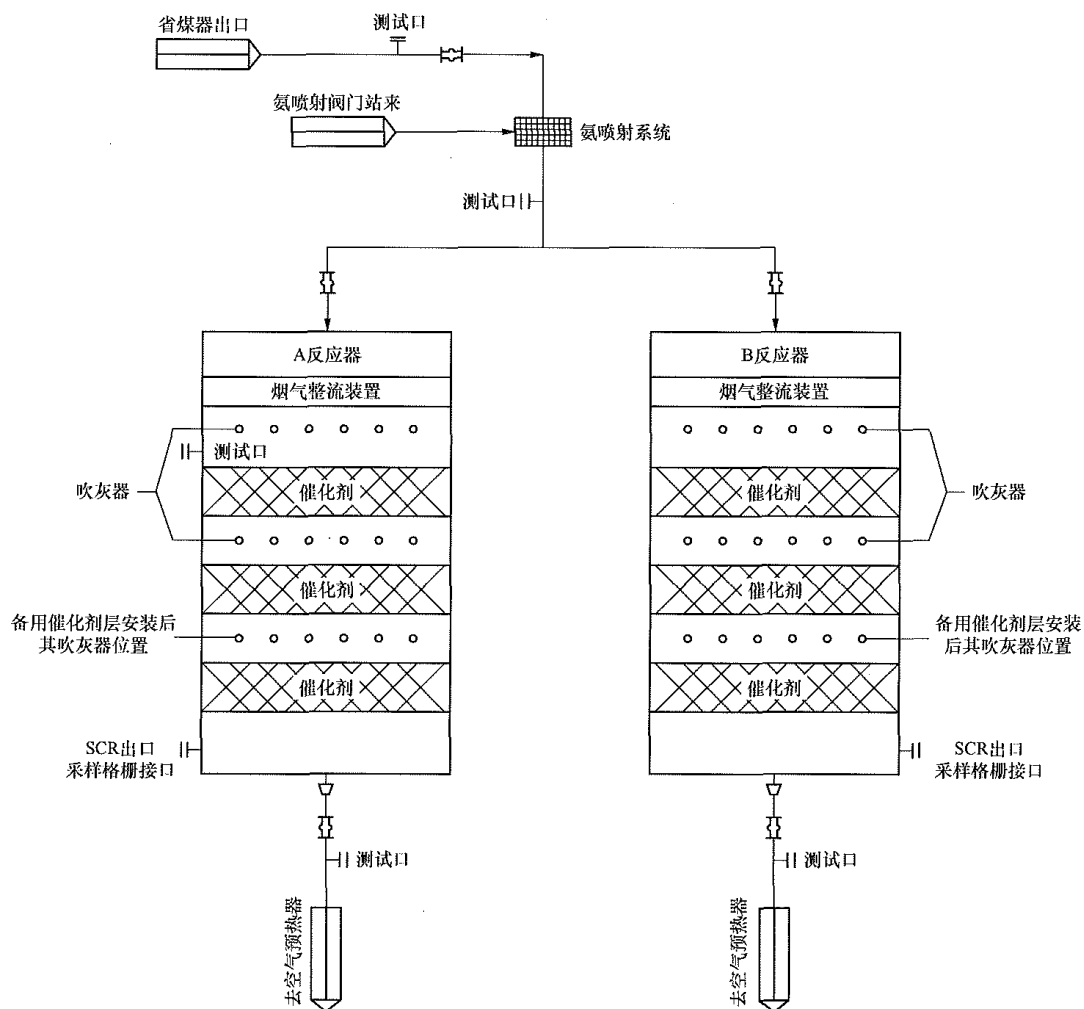 省煤器出口
测试口
氨喷射阀门站来
氨喷射系统
测试口
A反应器
烟气整流装置
测试口
吹灰器
催化剂
催化剂
备用催化剂层安装后
其吹灰器位置
催化剂
SCR出口
采样格栅接口
测试口
去空气预热器
B反应器
烟气整流装置
吹灰器
催化剂
催化剂
备用催化剂层安装
后其吹灰器位置
催化剂
SCR出口
采样格栅接口
测试口
去空气预热器